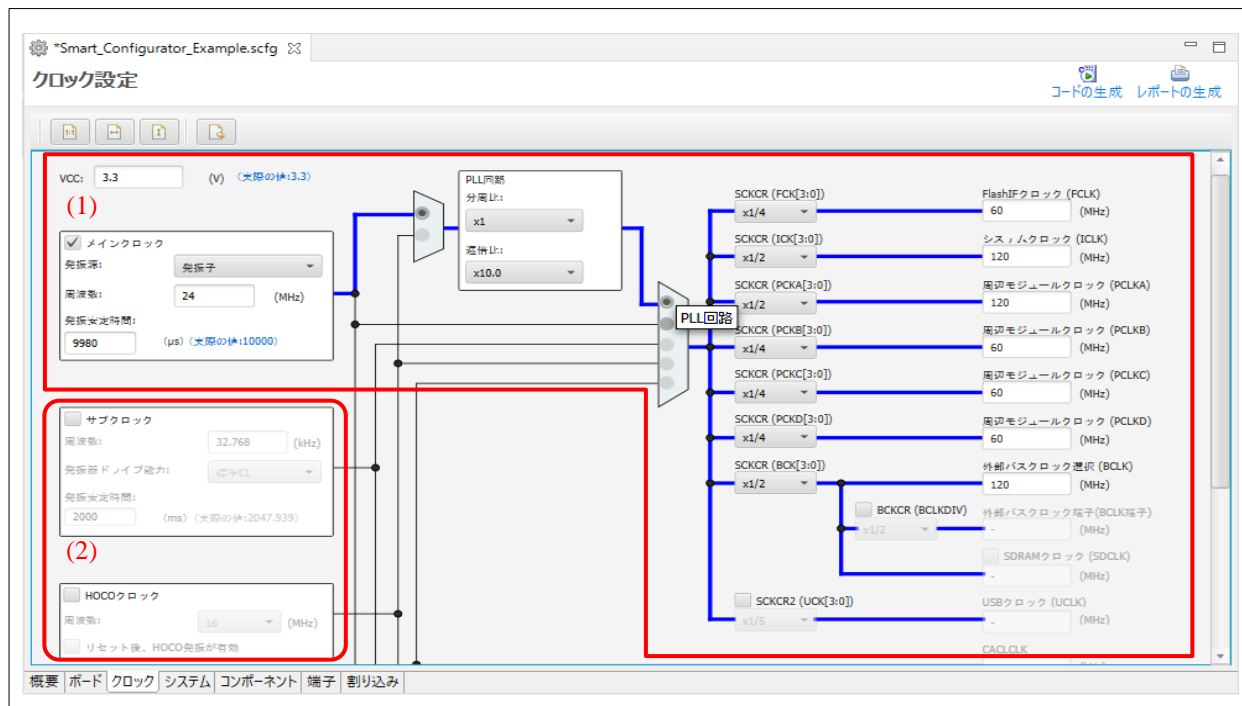 *Smart_Configurator_Example.scfg
クロック設定
コードの生成 レポートの生成
1:1
VCC: 3.3 (V) (実際の値:3.3)
(1)
メインクロック
発振源: 発振子
周波数: 24 (MHz)
発振安定時間:
9980 (μs) (実際の値:10000)
PLL回路
分周比:
x1
逓倍比:
x10.0
PLL回路
SCKCR (FCK[3:0])
x1/4
FlashIFクロック (FCLK)
60 (MHz)
SCKCR (ICK[3:0])
x1/2
システムクロック (ICLK)
120 (MHz)
SCKCR (PCKA[3:0])
x1/2
周辺モジュールクロック (PCLKA)
120 (MHz)
SCKCR (PCKB[3:0])
x1/4
周辺モジュールクロック (PCLKB)
60 (MHz)
SCKCR (PCKC[3:0])
x1/4
周辺モジュールクロック (PCLKC)
60 (MHz)
SCKCR (PCKD[3:0])
x1/4
周辺モジュールクロック (PCLKD)
60 (MHz)
SCKCR (BCK[3:0])
x1/2
外部バスクロック選択 (BCLK)
120 (MHz)
BCKCR (BCLKDIV)
x1/2
外部バスクロック端子(BCLK端子)
- (MHz)
SDRAMクロック (SDCLK)
- (MHz)
SCKCR2 (UCK[3:0])
x1/5
USBクロック (UCLK)
- (MHz)
CACLCLK
サブクロック
周波数: 32.768 (kHz)
発振器ドライブ能力: 標準CL
発振安定時間:
2000 (ms) (実際の値:2047.939)
(2)
HOCOクロック
周波数: 16 (MHz)
リセット後、HOCO発振が有効
概要 ボード クロック システム コンポーネント 端子 割り込み